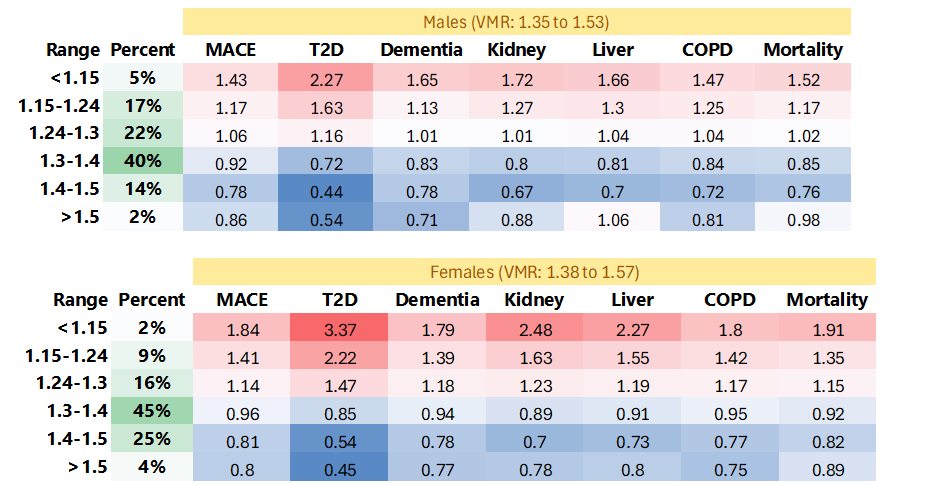 Males (VMR: 1.35 to 1.53)
Range Percent MACE T2D Dementia Kidney Liver COPD Mortality
<1.15 5% 1.43 2.27 1.65 1.72 1.66 1.47 1.52
1.15-1.24 17% 1.17 1.63 1.13 1.27 1.3 1.25 1.17
1.24-1.3 22% 1.06 1.16 1.01 1.01 1.04 1.04 1.02
1.3-1.4 40% 0.92 0.72 0.83 0.8 0.81 0.84 0.85
1.4-1.5 14% 0.78 0.44 0.78 0.67 0.7 0.72 0.76
>1.5 2% 0.86 0.54 0.71 0.88 1.06 0.81 0.98
Females (VMR: 1.38 to 1.57)
Range Percent MACE T2D Dementia Kidney Liver COPD Mortality
<1.15 2% 1.84 3.37 1.79 2.48 2.27 1.8 1.91
1.15-1.24 9% 1.41 2.22 1.39 1.63 1.55 1.42 1.35
1.24-1.3 16% 1.14 1.47 1.18 1.23 1.19 1.17 1.15
1.3-1.4 45% 0.96 0.85 0.94 0.89 0.91 0.95 0.92
1.4-1.5 25% 0.81 0.54 0.78 0.7 0.73 0.77 0.82
>1.5 4% 0.8 0.45 0.77 0.78 0.8 0.75 0.89